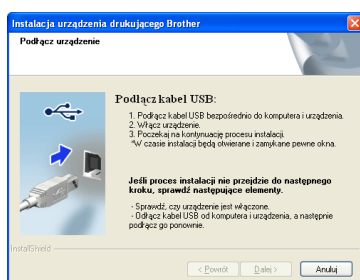 Instalacja urządzenia drukującego Brother
Podłącz urządzenie
Podłącz kabel USB:
1. Podłącz kabel USB bezpośrednio do komputera i urządzenia.
2. Włącz urządzenie.
3. Poczekaj na kontynuację procesu instalacji.
*W czasie instalacji będą otwierane i zamykane pewne okna.
Jeśli proces instalacji nie przejdzie do następnego
kroku, sprawdź następujące elementy.
- Sprawdź, czy urządzenie jest włączone.
- Odłącz kabel USB od komputera i urządzenia, a następnie
podłącz go ponownie.
InstallShield
< Powrót Dalej > Anuluj